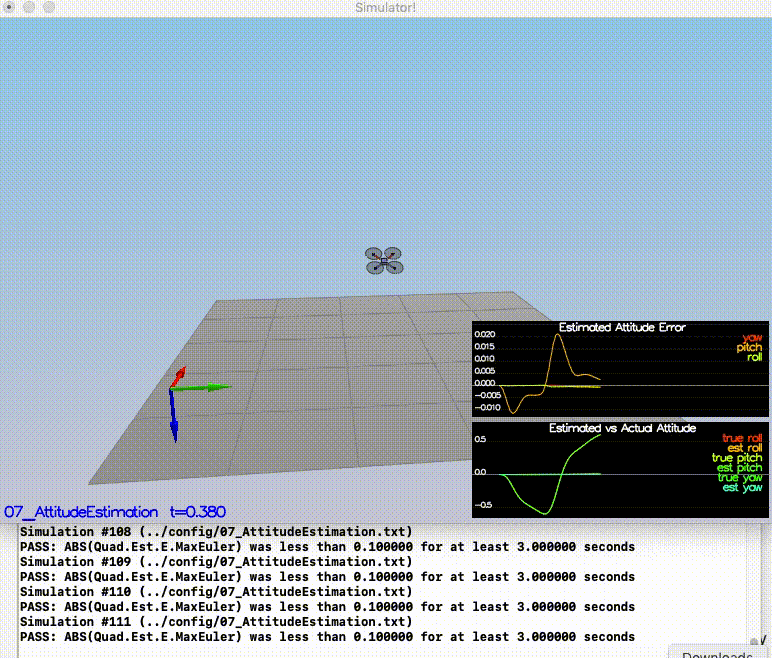 Simulator!
Estimated Attitude Error
0.020
0.015
0.010
0.005
0.000
-0.005
-0.010
yaw
pitch
roll
Estimated vs Actual Attitude
0.5
0.0
-0.5
true roll
est roll
true pitch
est pitch
true yaw
est yaw
07_AttitudeEstimation t=0.380
Simulation #108 (../config/07_AttitudeEstimation.txt)
PASS: ABS(Quad.Est.E.MaxEuler) was less than 0.100000 for at least 3.000000 seconds
Simulation #109 (../config/07_AttitudeEstimation.txt)
PASS: ABS(Quad.Est.E.MaxEuler) was less than 0.100000 for at least 3.000000 seconds
Simulation #110 (../config/07_AttitudeEstimation.txt)
PASS: ABS(Quad.Est.E.MaxEuler) was less than 0.100000 for at least 3.000000 seconds
Simulation #111 (../config/07_AttitudeEstimation.txt)
PASS: ABS(Quad.Est.E.MaxEuler) was less than 0.100000 for at least 3.000000 seconds
Downloads